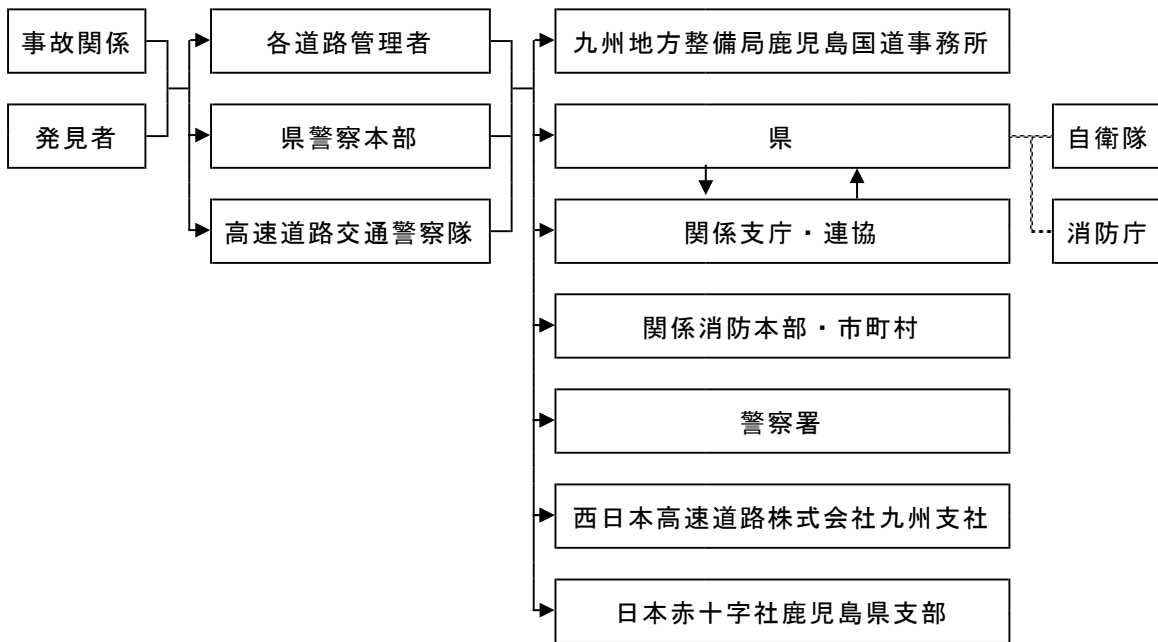 事故関係
各道路管理者
九州地方整備局鹿児島国道事務所
発見者
県警察本部
県
自衛隊
高速道路交通警察隊
関係支庁・連協
消防庁
関係消防本部・市町村
警察署
西日本高速道路株式会社九州支社
日本赤十字社鹿児島県支部